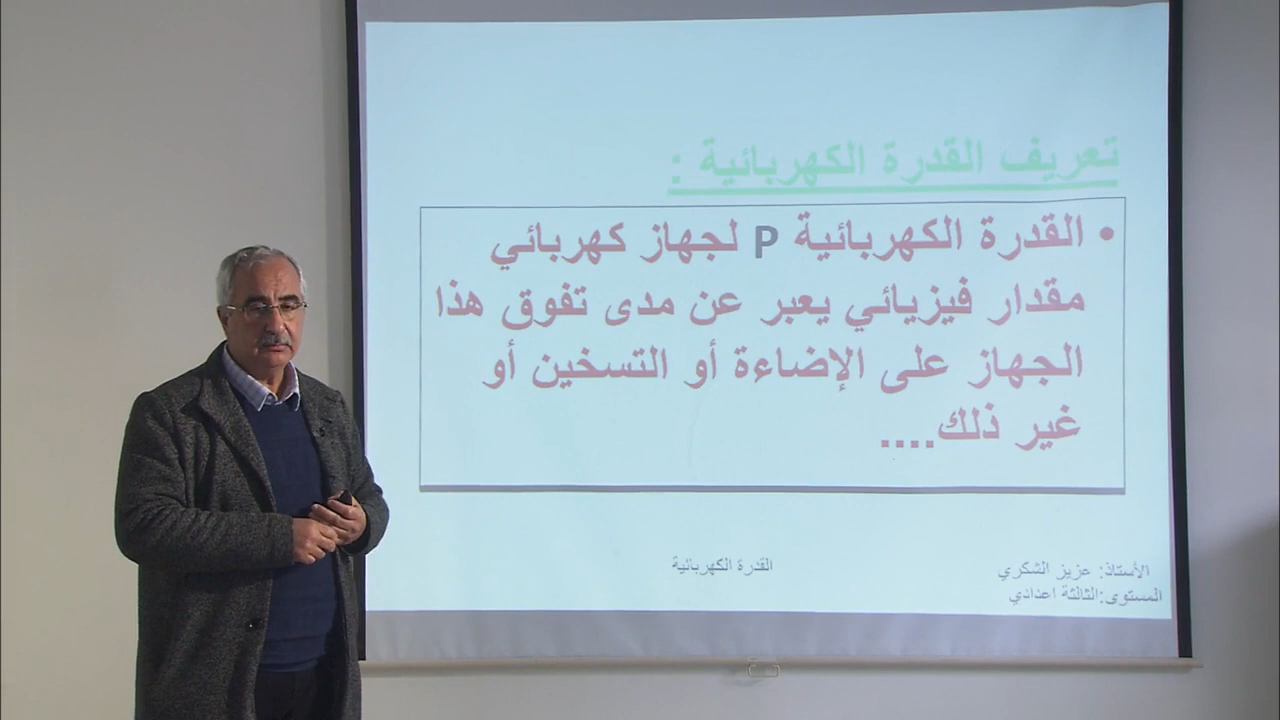 تعريف القدرة الكهربائية :
• القدرة الكهربائية P لجهاز كهربائي
مقدار فيزيائي يعبر عن مدى تفوق هذا
الجهاز على الإضاءة أو التسخين أو
غير ذلك....
القدرة الكهربائية
الأستاذ: عزيز الشكري
المستوى:الثالثة اعدادي